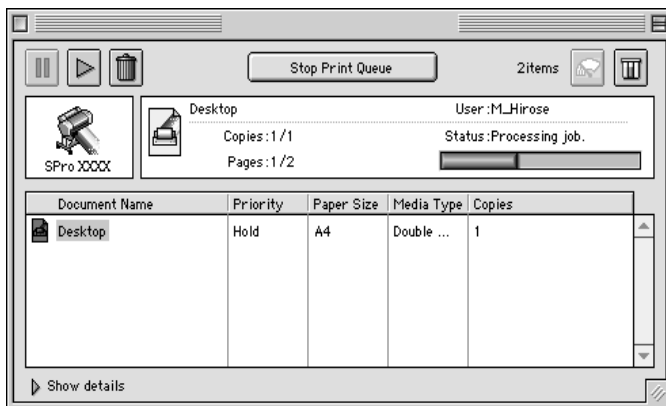 Stop Print Queue
2items
SPro XXXX
Desktop
User:M_Hirose
Copies:1/1
Status:Processing job.
Pages:1/2
Document Name Priority Paper Size Media Type Copies
Desktop Hold A4 Double ... 1
Show details